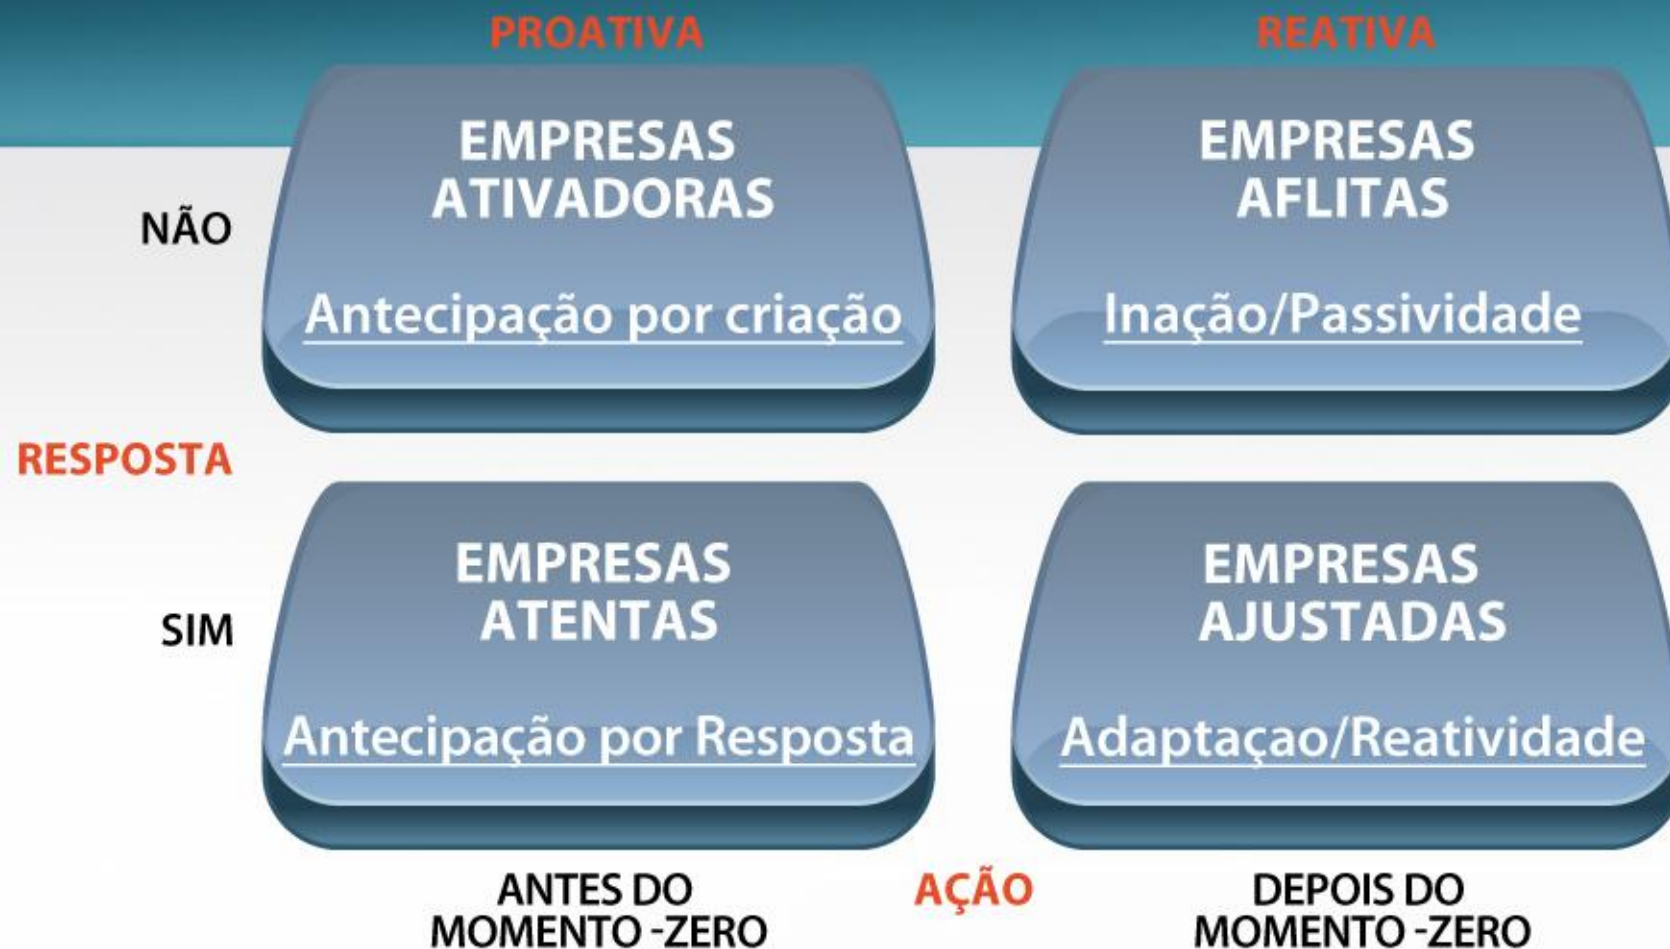 PROATIVA
REATIVA
EMPRESAS
ATIVADORAS
Antecipação por criação
EMPRESAS
AFLITAS
Inação/Passividade
NÃO
RESPOSTA
SIM
EMPRESAS
ATENTAS
Antecipação por Resposta
EMPRESAS
AJUSTADAS
Adaptaçao/Reatividade
ANTES DO
MOMENTO -ZERO
AÇÃO
DEPOIS DO
MOMENTO -ZERO